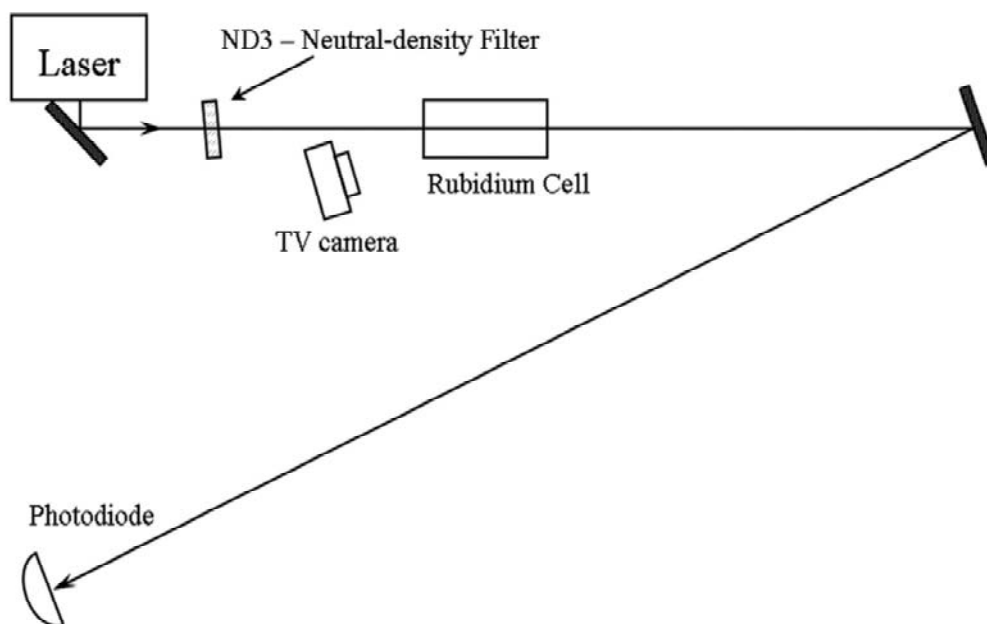 ND3 – Neutral-density Filter
Laser
Rubidium Cell
TV camera
Photodiode